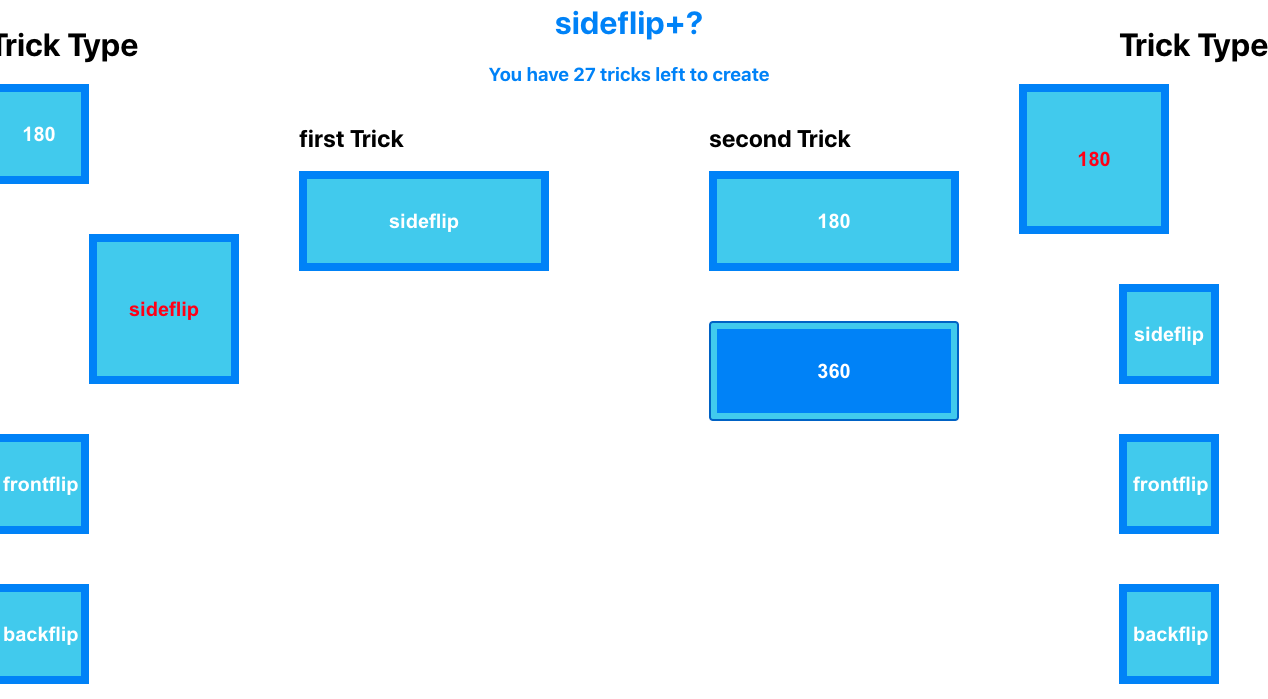 sideflip+?
You have 27 tricks left to create
Trick Type
180
sideflip
frontflip
backflip
first Trick
sideflip
second Trick
180
360
Trick Type
180
sideflip
frontflip
backflip